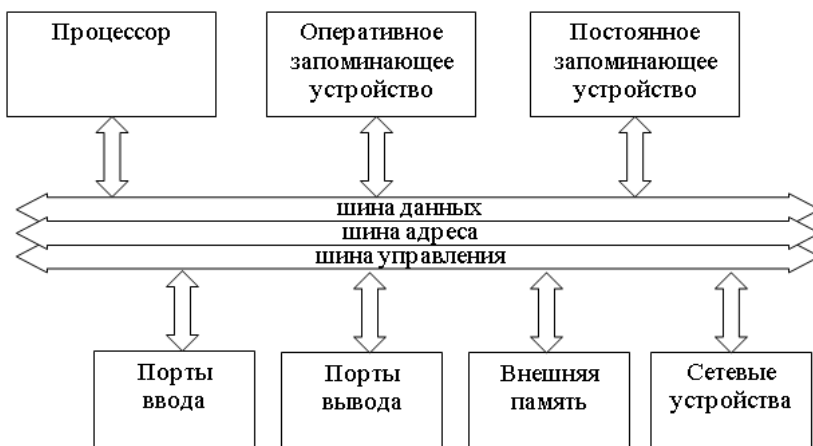 Процессор
Оперативное
запоминающее
устройство
Постоянное
запоминающее
устройство
шина данных
шина адреса
шина управления
Порты
ввода
Порты
вывода
Внешняя
память
Сетевые
устройства